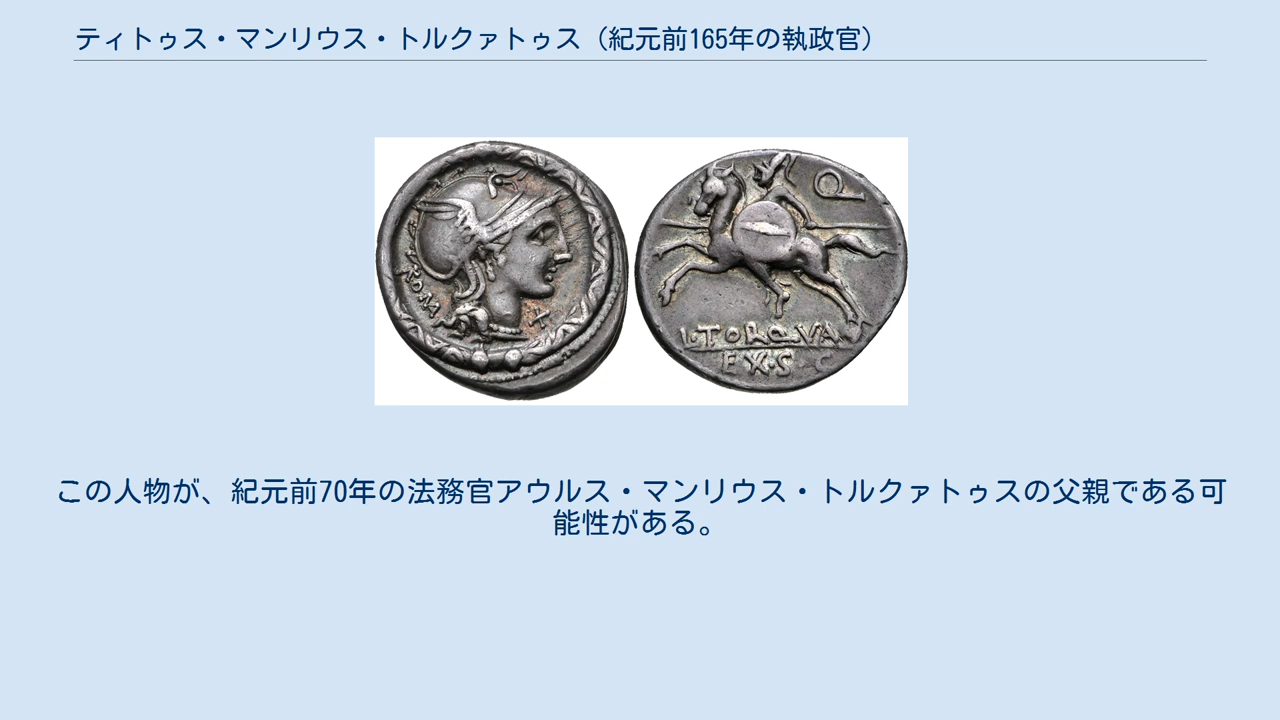 ティトゥス・マンリウス・トルクァトゥス（紀元前165年の執政官）
ROMA
X
Q
L·TORQVA
EX·S C
この人物が、紀元前70年の法務官アウルス・マンリウス・トルクァトゥスの父親である可
能性がある。